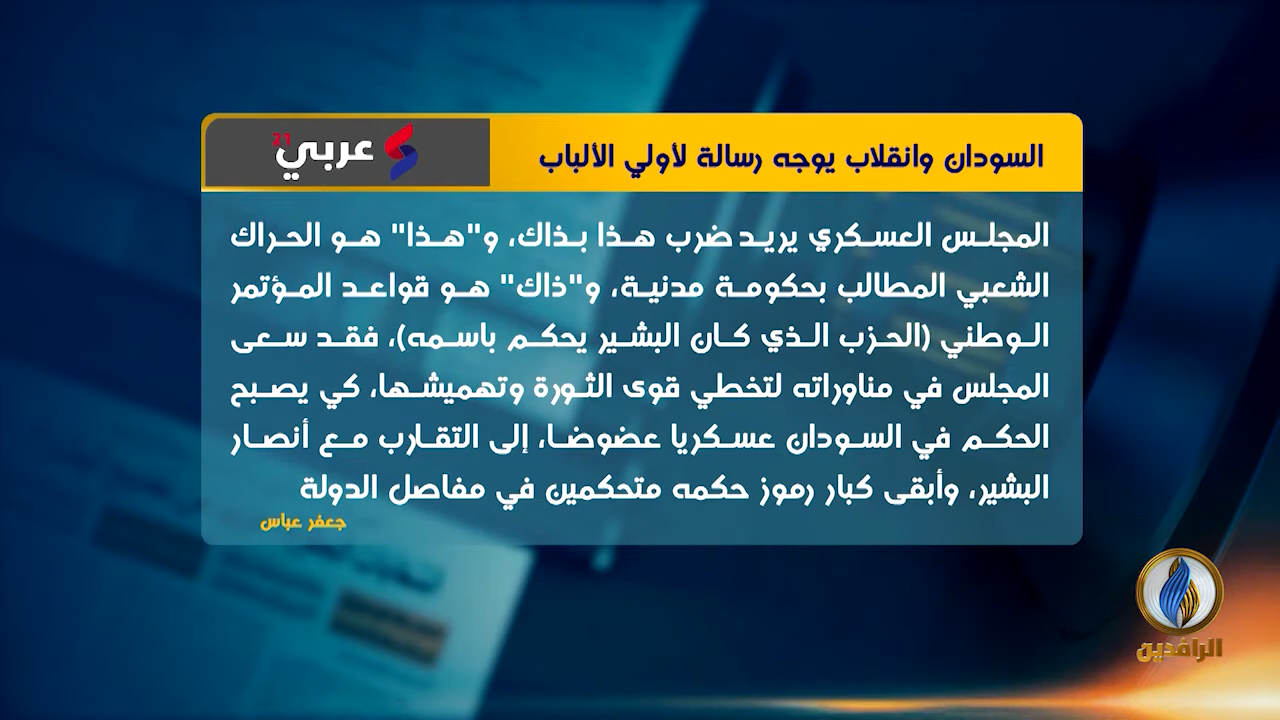 السودان وانقلاب يوجه رسالة لأولي الألباب
عربي 21
المجلس العسكري يريد ضرب هذا بذاك، و"هذا" هو الحراك
الشعبي المطالب بحكومة مدنية، و"ذاك" هو قواعد المؤتمر
الوطني (الحزب الذي كان البشير يحكم باسمه)، فقد سعى
المجلس في مناوراته لتخطي قوى الثورة وتهميشها، كي يصبح
الحكم في السودان عسكريا عضوضا، إلى التقارب مع أنصار
البشير، وأبقى كبار رموز حكمه متحكمين في مفاصل الدولة
جعفر عباس
الرافدين